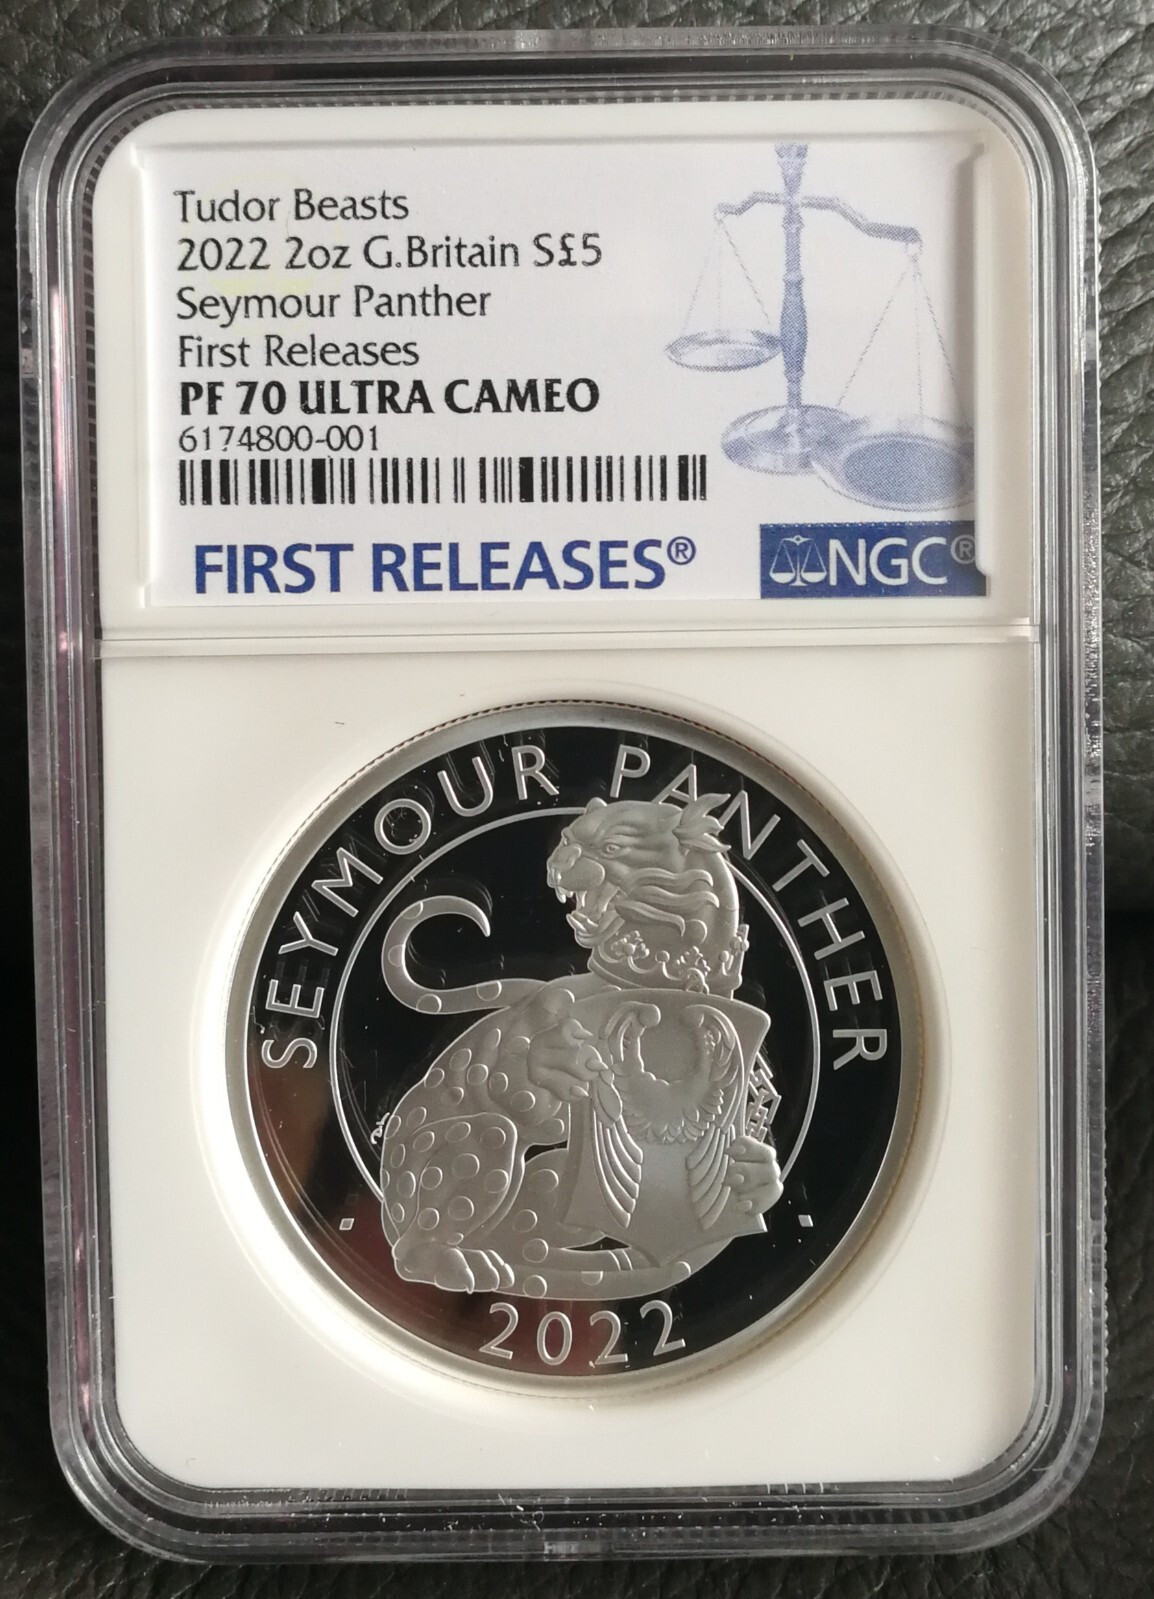 Tudor Beasts
2022 2oz G.Britain S£5
Seymour Panther
First Releases
PF 70 ULTRA CAMEO
6174800-001
FIRST RELEASES®
NGC®
SEYMOUR PANTHER
2022